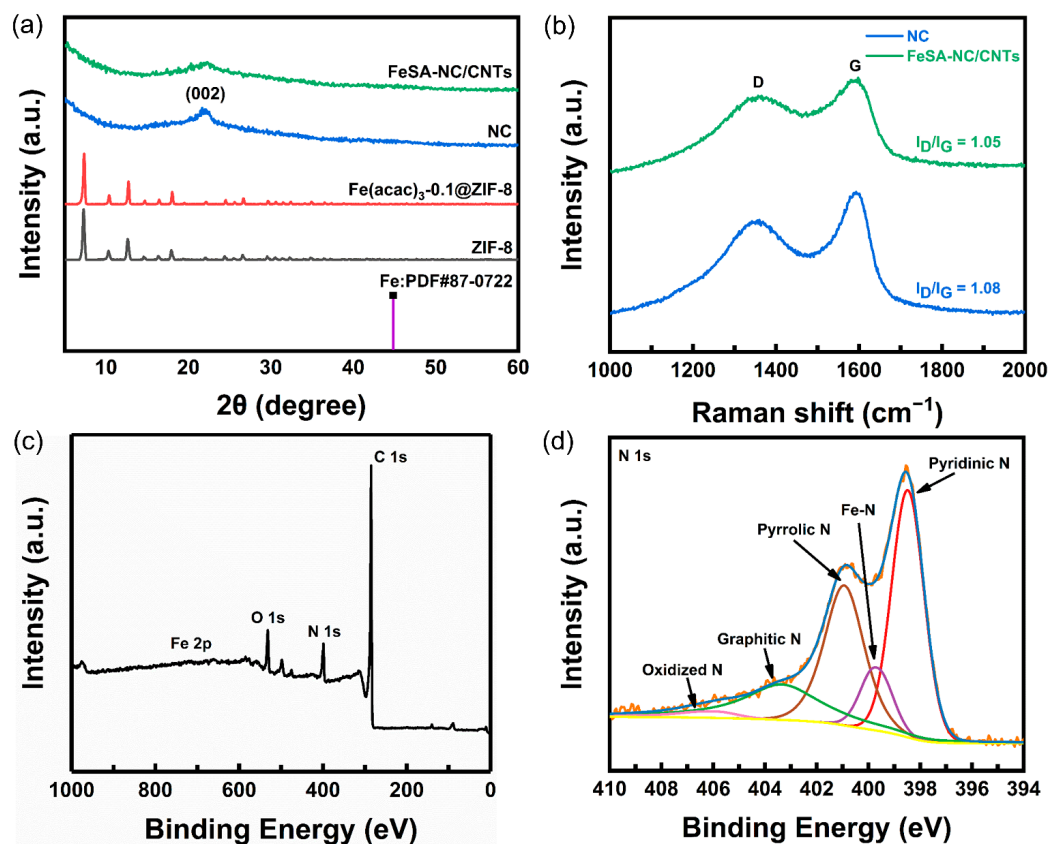 (a)
Intensity (a.u.)
FeSA-NC/CNTs
(002)
NC
Fe(acac)₃-0.1@ZIF-8
ZIF-8
Fe:PDF#87-0722
10 20 30 40 50 60
2θ (degree)
(b)
Intensity (a.u.)
NC
FeSA-NC/CNTs
D
G
I_D/I_G = 1.05
I_D/I_G = 1.08
1000 1200 1400 1600 1800 2000
Raman shift (cm⁻¹)
(c)
Intensity (a.u.)
C 1s
O 1s
N 1s
Fe 2p
1000 800 600 400 200 0
Binding Energy (eV)
(d)
Intensity (a.u.)
N 1s
Pyridinic N
Fe-N
Pyrrolic N
Graphitic N
Oxidized N
410 408 406 404 402 400 398 396 394
Binding Energy (eV)